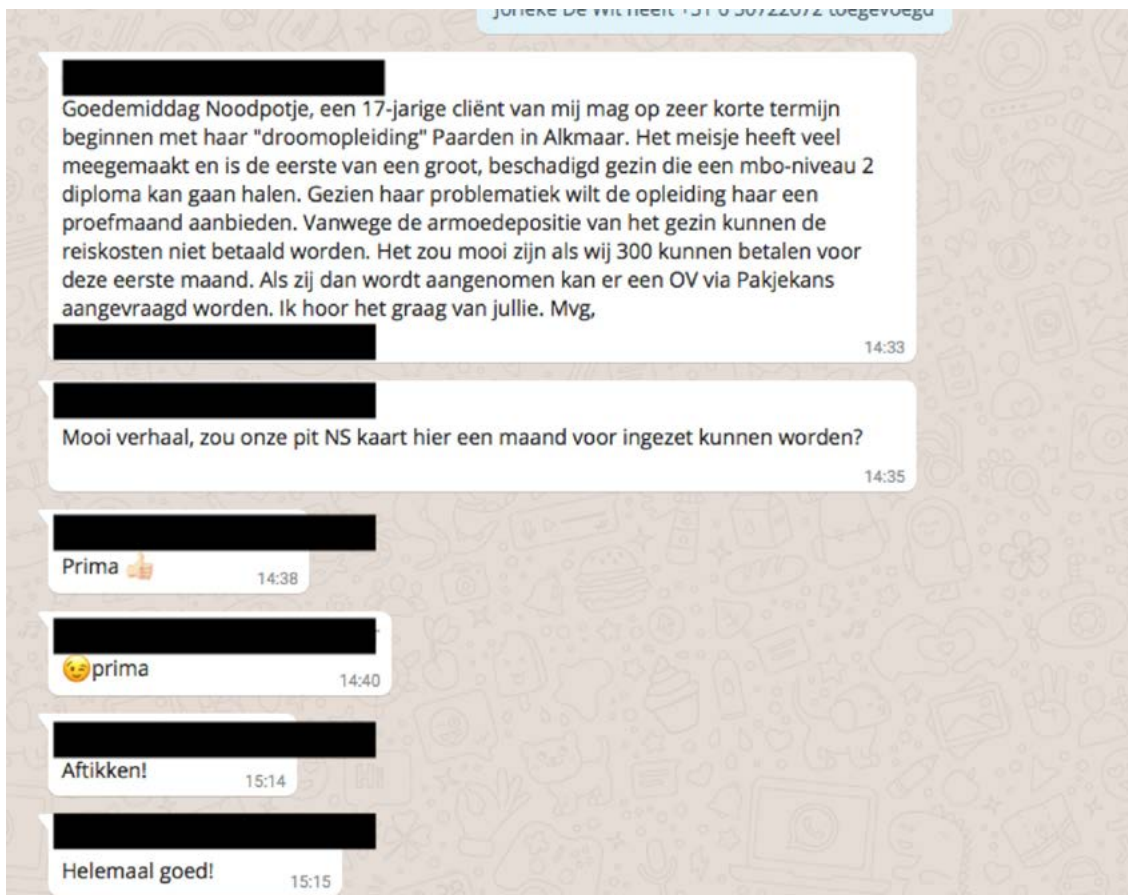 heeft toegevoegd
Goedemiddag Noodpotje, een 17-jarige cliënt van mij mag op zeer korte termijn
beginnen met haar "droomopleiding" Paarden in Alkmaar. Het meisje heeft veel
meegemaakt en is de eerste van een groot, beschadigd gezin die een mbo-niveau 2
diploma kan gaan halen. Gezien haar problematiek wilt de opleiding haar een
proefmaand aanbieden. Vanwege de armoedepositie van het gezin kunnen de
reiskosten niet betaald worden. Het zou mooi zijn als wij 300 kunnen betalen voor
deze eerste maand. Als zij dan wordt aangenomen kan er een OV via Pakjekans
aangevraagd worden. Ik hoor het graag van jullie. Mvg,
14:33
Mooi verhaal, zou onze pit NS kaart hier een maand voor ingezet kunnen worden?
14:35
Prima 👍🏻
14:38
😉prima
14:40
Aftikken!
15:14
Helemaal goed!
15:15